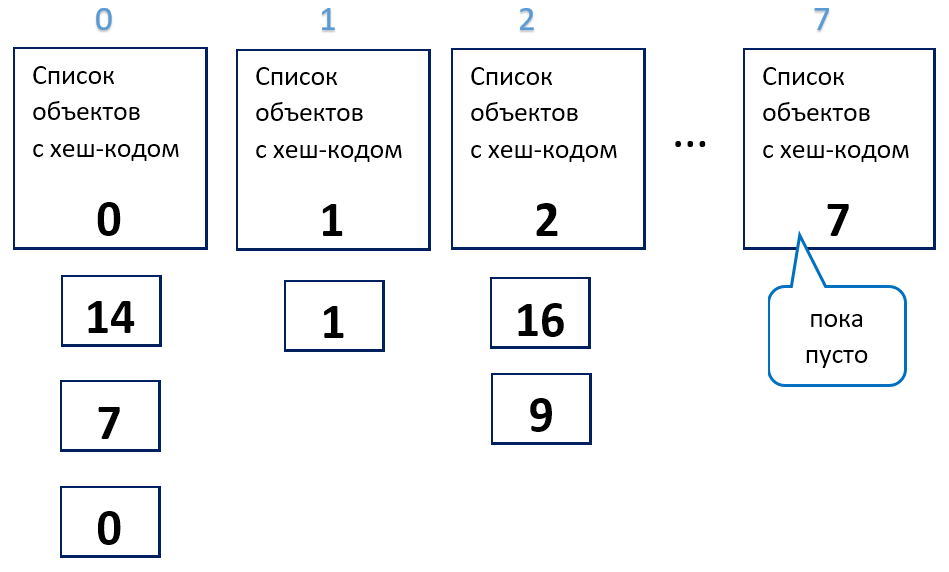 0 1 2 7
Список
объектов
с хеш-кодом
0
Список
объектов
с хеш-кодом
1
Список
объектов
с хеш-кодом
2
...
Список
объектов
с хеш-кодом
7
14
7
0
1
16
9
пока
пусто